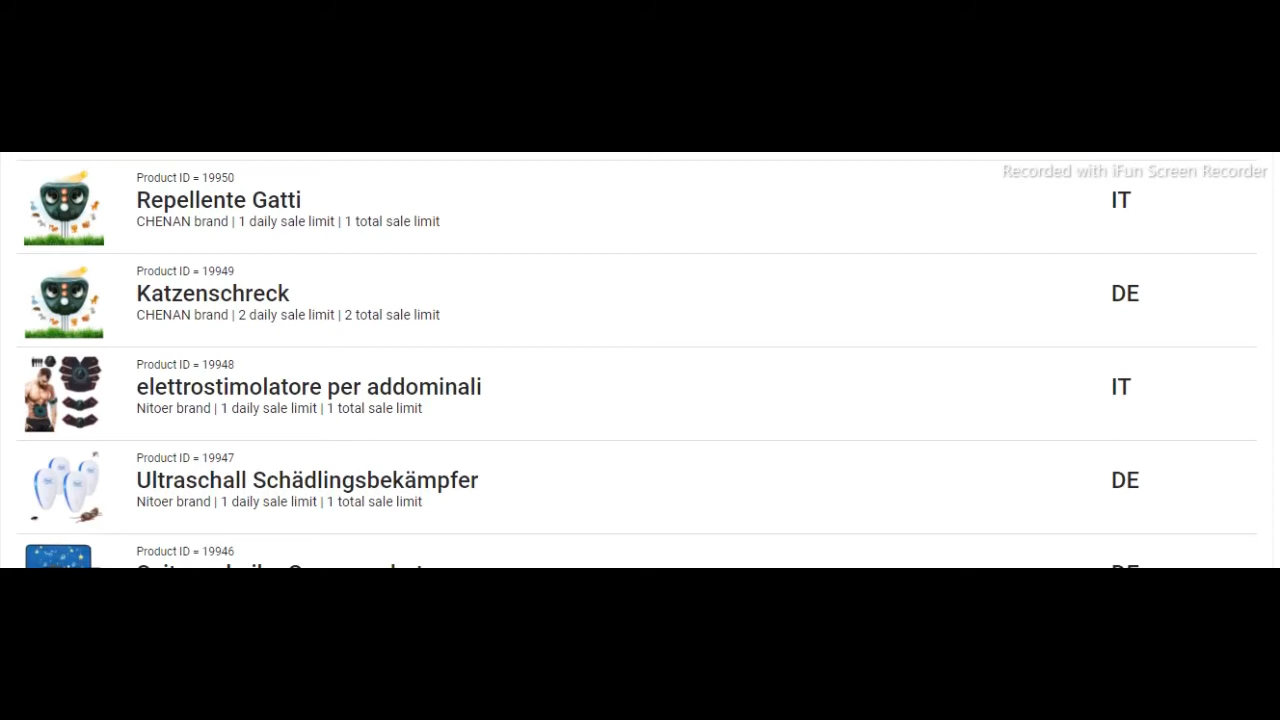 Recorded with iFun Screen Recorder
Product ID = 19950
Repellente Gatti
IT
CHENAN brand | 1 daily sale limit | 1 total sale limit
Product ID = 19949
Katzenschreck
DE
CHENAN brand | 2 daily sale limit | 2 total sale limit
Product ID = 19948
elettrostimolatore per addominali
IT
Nitoer brand | 1 daily sale limit | 1 total sale limit
Product ID = 19947
Ultraschall Schädlingsbekämpfer
DE
Nitoer brand | 1 daily sale limit | 1 total sale limit
Product ID = 19946
DE